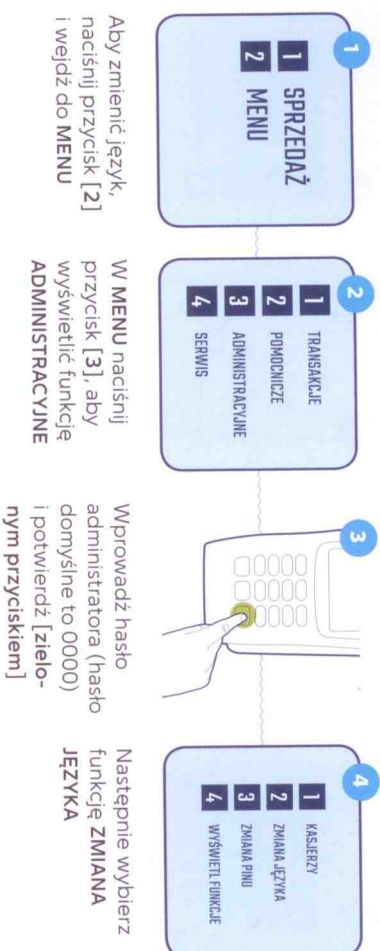 1
1 SPRZEDAŻ
2 MENU
Aby zmienić język,
naciśnij przycisk [2]
i wejdź do MENU
2
1 TRANSAKCJE
2 POMOCNICZE
3 ADMINISTRACYJNE
4 SERWIS
W MENU naciśnij
przycisk [3], aby
wyświetlić funkcję
ADMINISTRACYJNE
3
Wprowadź hasło
administratora (hasło
domyślne to 0000)
i potwierdź [zielo-
nym przyciskiem]
4
1 KASJERZY
2 ZMIANA JĘZYKA
3 ZMIANA PINU
4 WYŚWIETL FUNKCJE
Następnie wybierz
funkcję ZMIANA
JĘZYKA